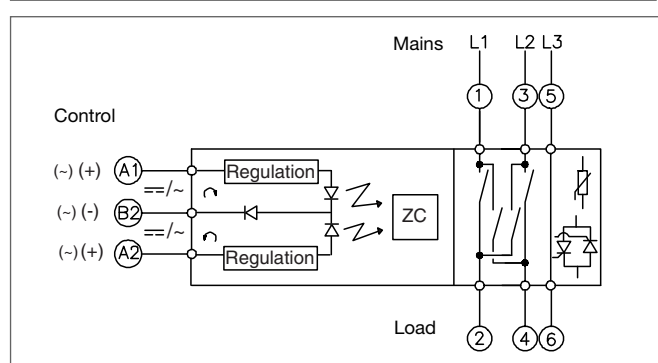 Mains L1 L2 L3
1 3 5
Control
(~) (+) A1 Regulation
==/~
(~) (-) B2 ZC
==/~
(~) (+) A2 Regulation
Load
2 4 6